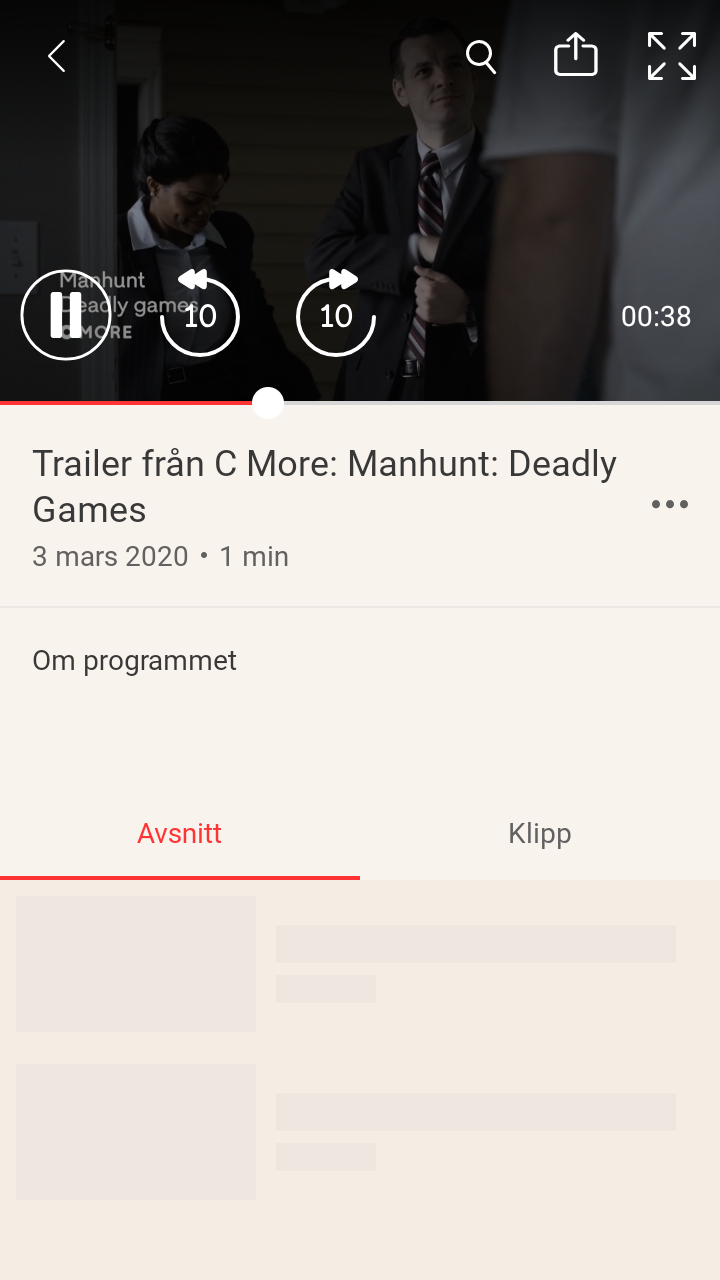 Manhunt
Deadly games
C MORE
10
10
00:38
Trailer från C More: Manhunt: Deadly
Games
3 mars 2020 • 1 min
Om programmet
Avsnitt
Klipp